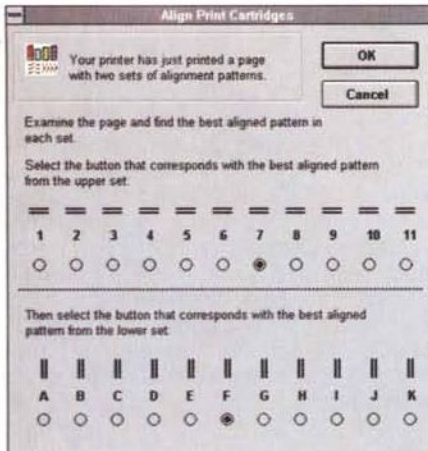 Align Print Cartridges
Your printer has just printed a page
with two sets of alignment patterns.
OK
Cancel
Examine the page and find the best aligned pattern in
each set.
Select the button that corresponds with the best aligned pattern
from the upper set.
1 2 3 4 5 6 7 8 9 10 11
Then select the button that corresponds with the best aligned
pattern from the lower set
A B C D E F G H I J K